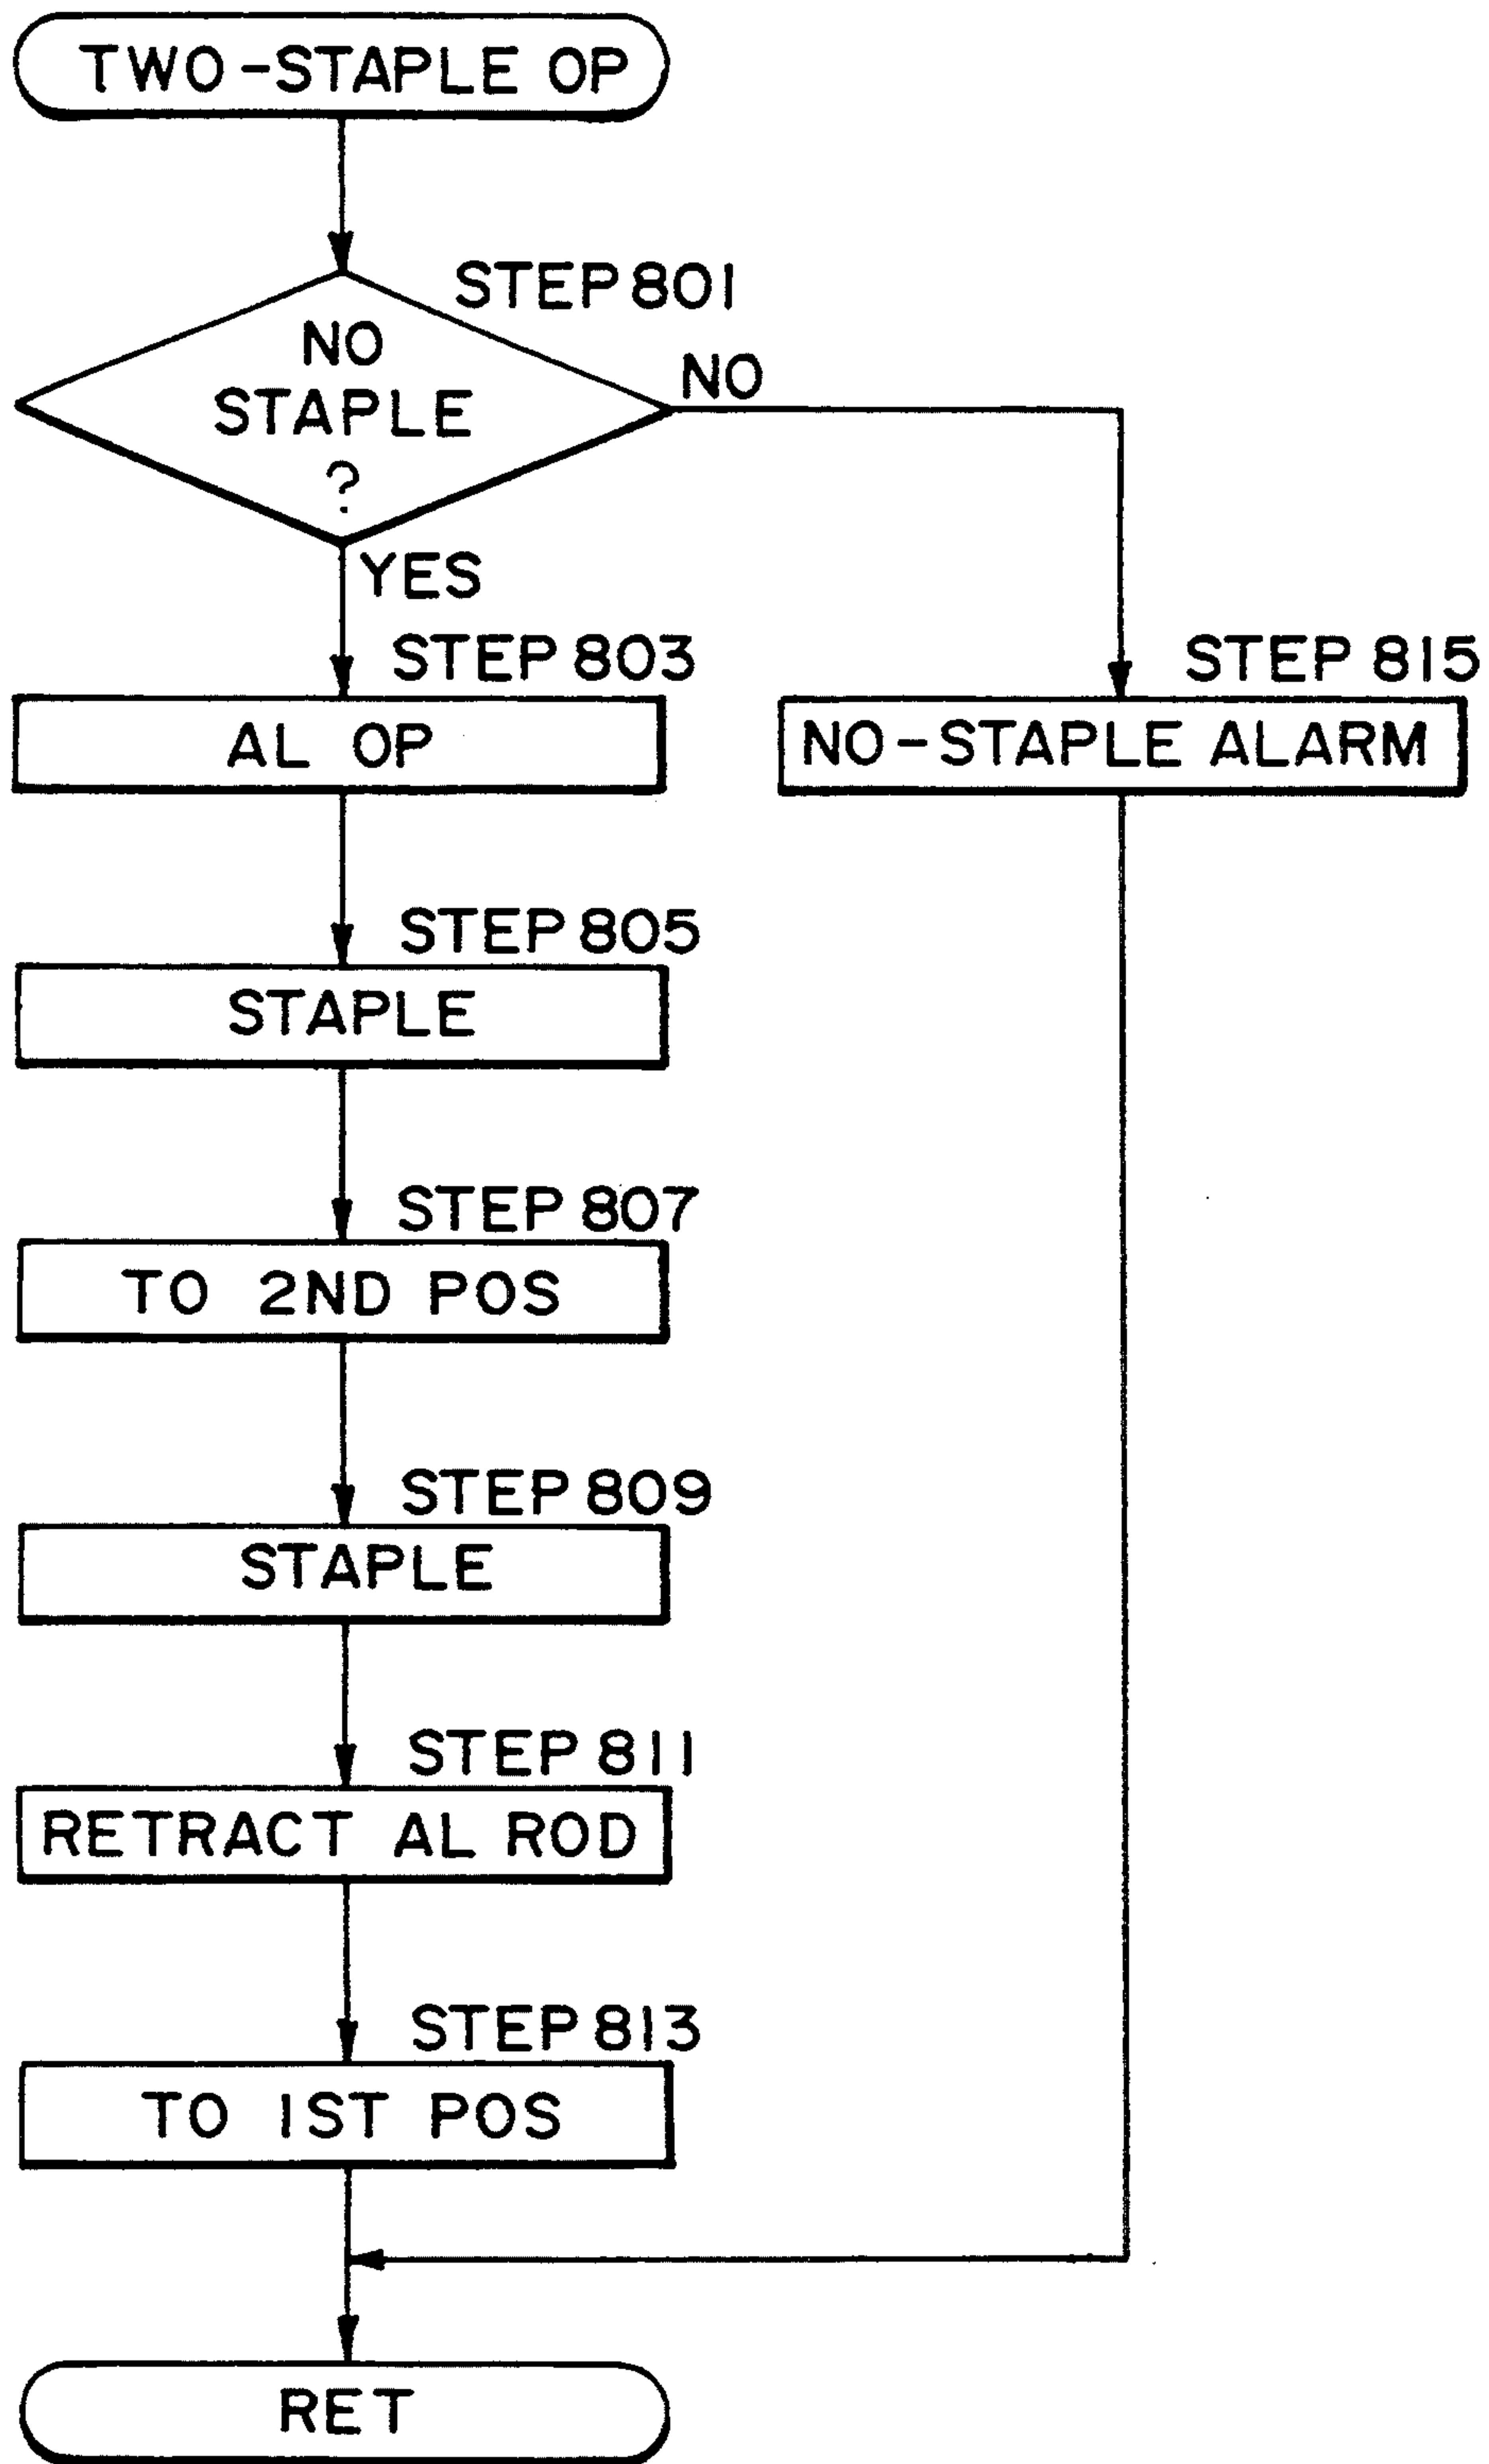 TWO-STAPLE OP
STEP 801
NO
STAPLE
?
NO
YES
STEP 803
AL OP
STEP 815
NO-STAPLE ALARM
STEP 805
STAPLE
STEP 807
TO 2ND POS
STEP 809
STAPLE
STEP 811
RETRACT AL ROD
STEP 813
TO 1ST POS
RET